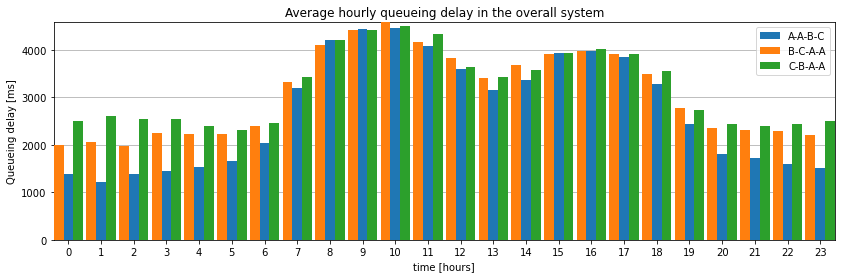 Average hourly queueing delay in the overall system
Queueing delay [ms]
4000
3000
2000
1000
0
A-A-B-C
B-C-A-A
C-B-A-A
0 1 2 3 4 5 6 7 8 9 10 11 12 13 14 15 16 17 18 19 20 21 22 23
time [hours]